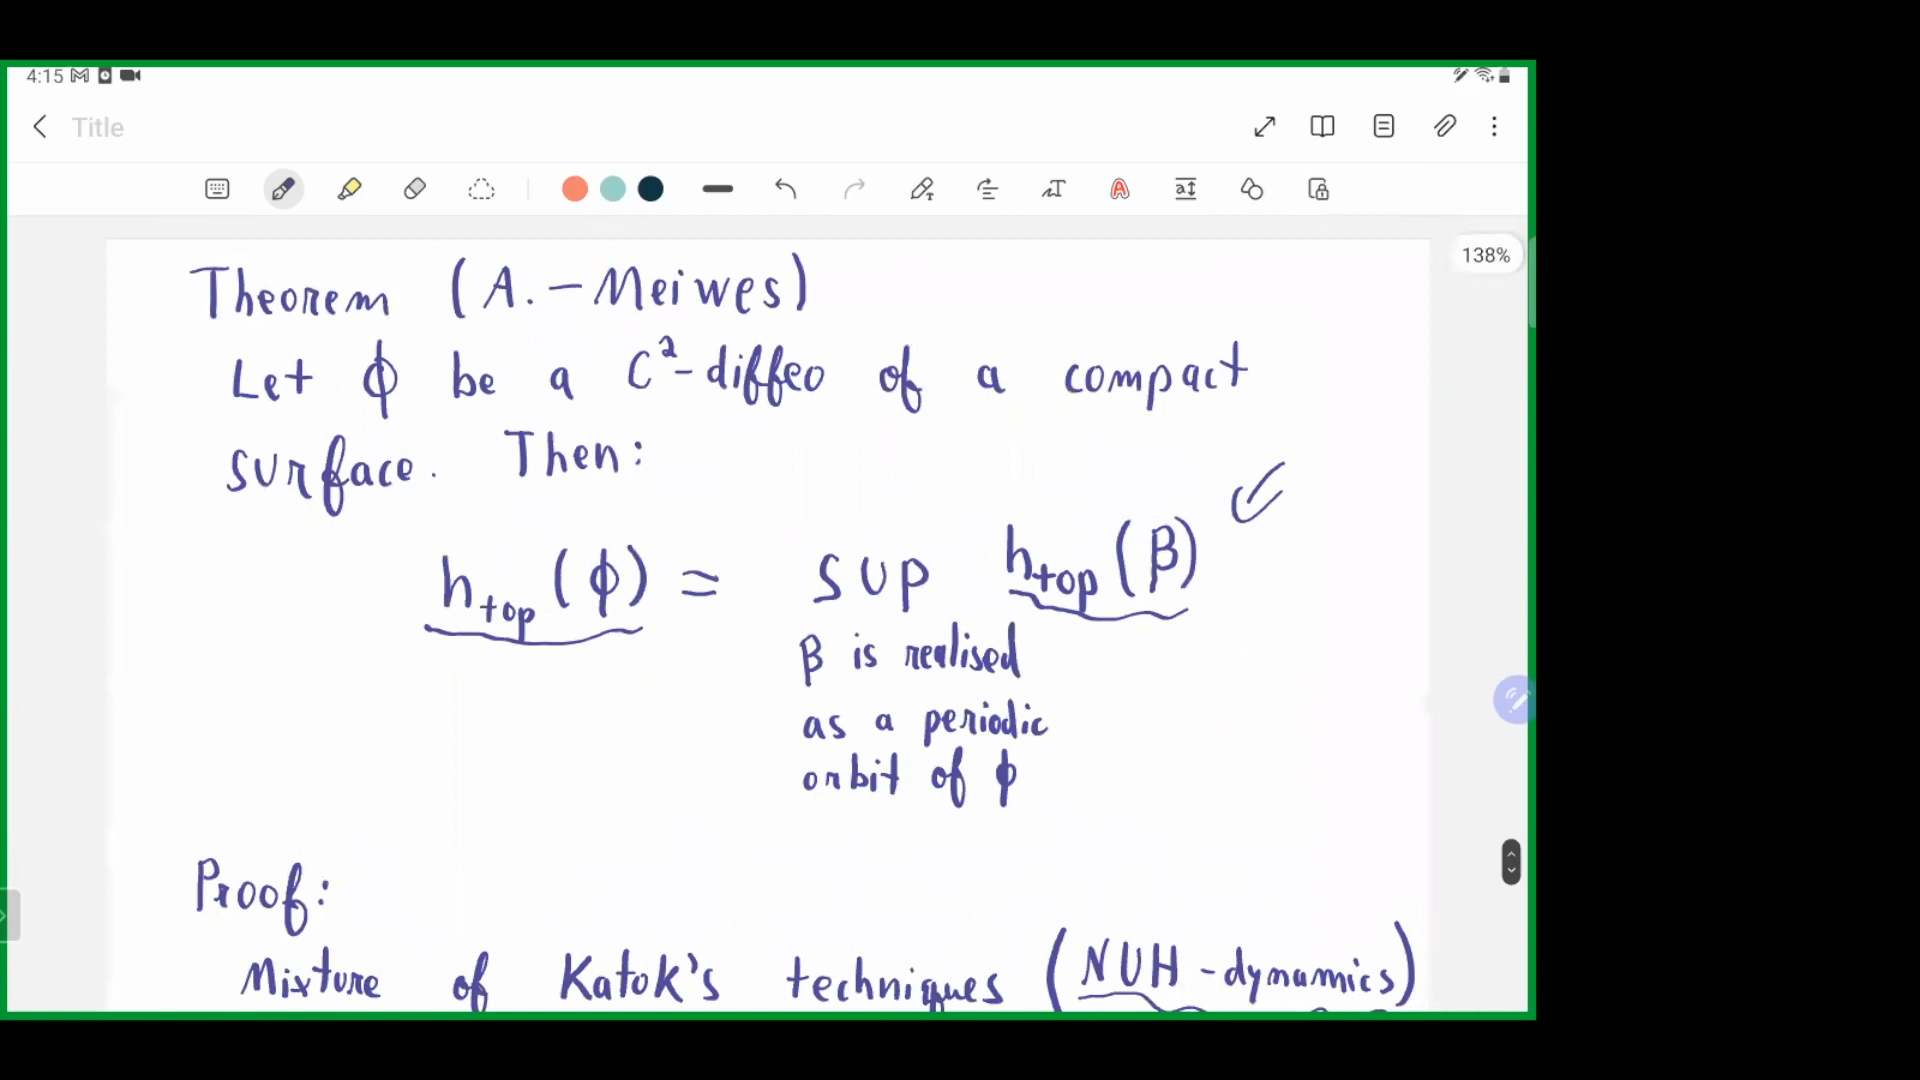 4:15
Title
138%
Theorem (A. - Meiwes)
Let ϕ be a C²-diffeo of a compact
surface. Then:
h_top (ϕ) = sup h_top (β)
β is realised
as a periodic
orbit of ϕ
Proof:
Mixture of Katok's techniques (NUH - dynamics)